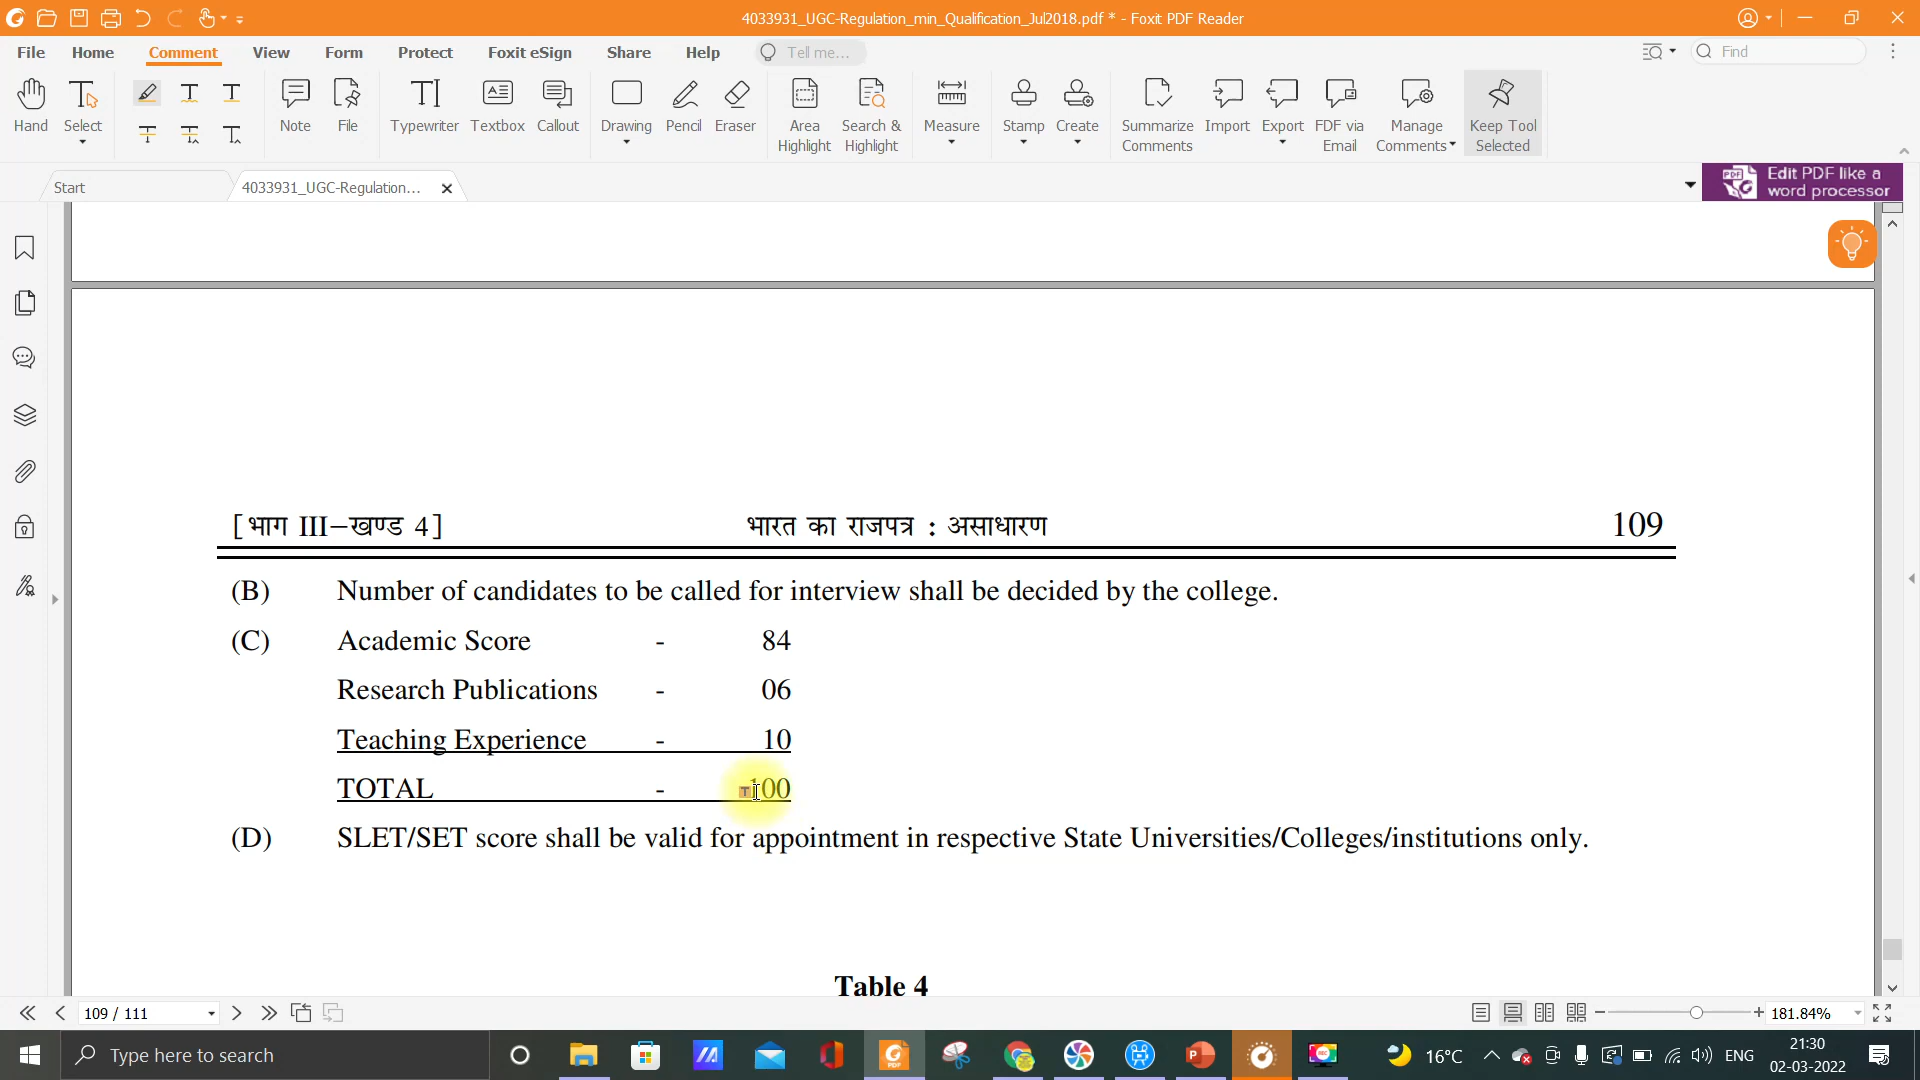 4033931_UGC-Regulation_min_Qualification_Jul2018.pdf * - Foxit PDF Reader
File Home Comment View Form Protect Foxit eSign Share Help Tell me... Find
Hand Select Note File Typewriter Textbox Callout Drawing Pencil Eraser Area Highlight Search & Highlight Measure Stamp Create Summarize Comments Import Export FDF via Email Manage Comments Keep Tool Selected
Start 4033931_UGC-Regulation... Edit PDF like a word processor
[भाग III—खण्ड 4] भारत का राजपत्र : असाधारण 109
(B) Number of candidates to be called for interview shall be decided by the college.
(C) Academic Score - 84
Research Publications - 06
Teaching Experience - 10
TOTAL - 100
(D) SLET/SET score shall be valid for appointment in respective State Universities/Colleges/institutions only.
Table 4
109 / 111 181.84%
Type here to search 16°C ENG 21:30
02-03-2022